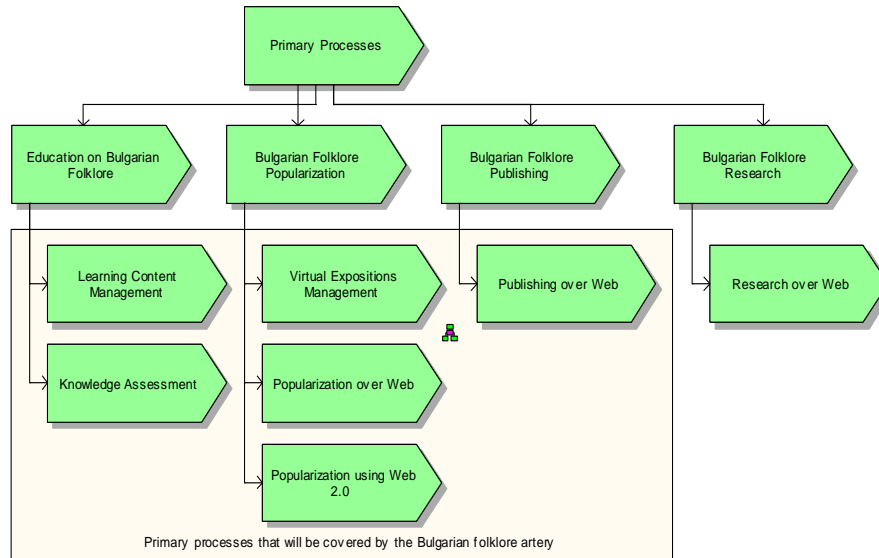 Primary Processes
Education on Bulgarian
Folklore
Bulgarian Folklore
Popularization
Bulgarian Folklore
Publishing
Bulgarian Folklore
Research
Learning Content
Management
Virtual Expositions
Management
Publishing over Web
Research over Web
Knowledge Assessment
Popularization over Web
Popularization using Web
2.0
Primary processes that will be covered by the Bulgarian folklore artery